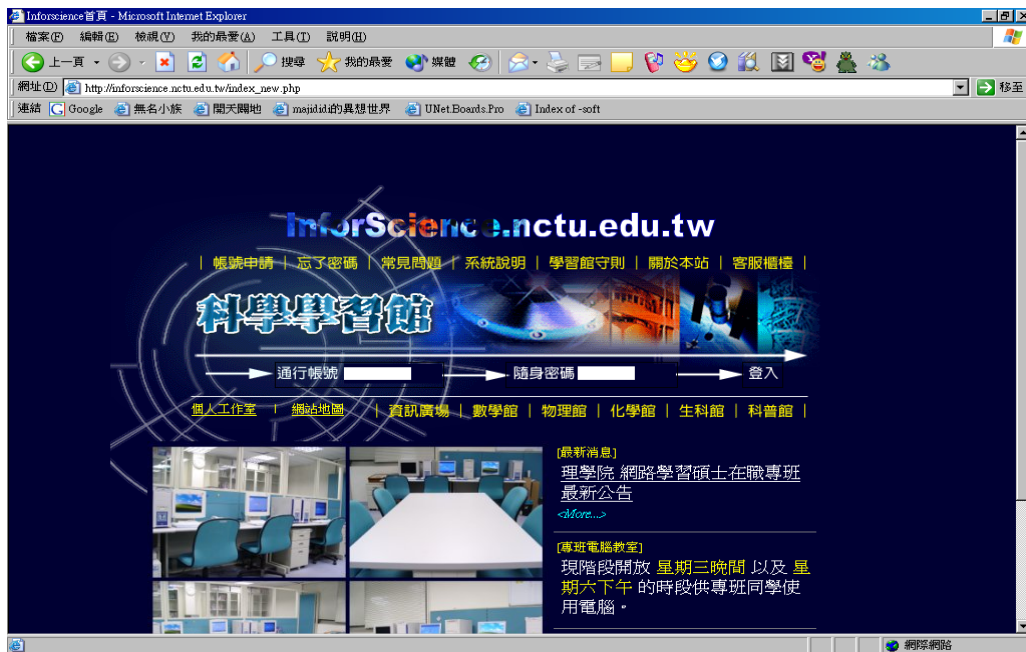 Inforscience首頁 - Microsoft Internet Explorer
檔案(F) 編輯(E) 檢視(V) 我的最愛(A) 工具(T) 說明(H)
上一頁 搜尋 我的最愛 媒體
網址(D) http://inforscience.nctu.edu.tw/index_new.php 移至
連結 Google 無名小族 開天闢地 majididi的異想世界 UNet.Boards.Pro Index of -soft
InforScience.nctu.edu.tw
| 帳號申請 | 忘了密碼 | 常見問題 | 系統說明 | 學習館守則 | 關於本站 | 客服櫃檯 |
科學學習館
通行帳號 隨身密碼 登入
個人工作室 | 網站地圖 | 資訊廣場 | 數學館 | 物理館 | 化學館 | 生科館 | 科普館 |
[最新消息]
理學院 網路學習碩士在職專班
最新公告
<More...>
[專班電腦教室]
現階段開放 星期三晚間 以及 星
期六下午 的時段供專班同學使
用電腦。
網際網路